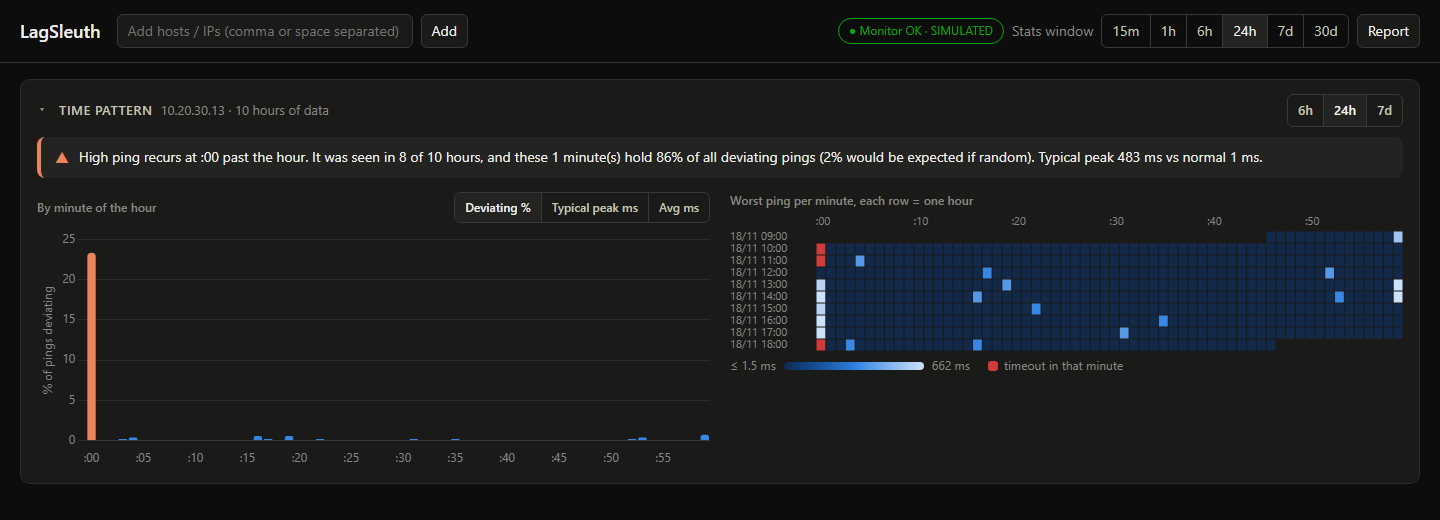 LagSleuth Add hosts / IPs (comma or space separated) Add ● Monitor OK · SIMULATED Stats window 15m 1h 6h 24h 7d 30d Report
TIME PATTERN 10.20.30.13 · 10 hours of data 6h 24h 7d
High ping recurs at :00 past the hour. It was seen in 8 of 10 hours, and these 1 minute(s) hold 86% of all deviating pings (2% would be expected if random). Typical peak 483 ms vs normal 1 ms.
By minute of the hour Deviating % Typical peak ms Avg ms
% of pings deviating
25
20
15
10
5
0
:00 :05 :10 :15 :20 :25 :30 :35 :40 :45 :50 :55
Worst ping per minute, each row = one hour
:00 :10 :20 :30 :40 :50
18/11 09:00
18/11 10:00
18/11 11:00
18/11 12:00
18/11 13:00
18/11 14:00
18/11 15:00
18/11 16:00
18/11 17:00
18/11 18:00
≤ 1.5 ms 662 ms timeout in that minute